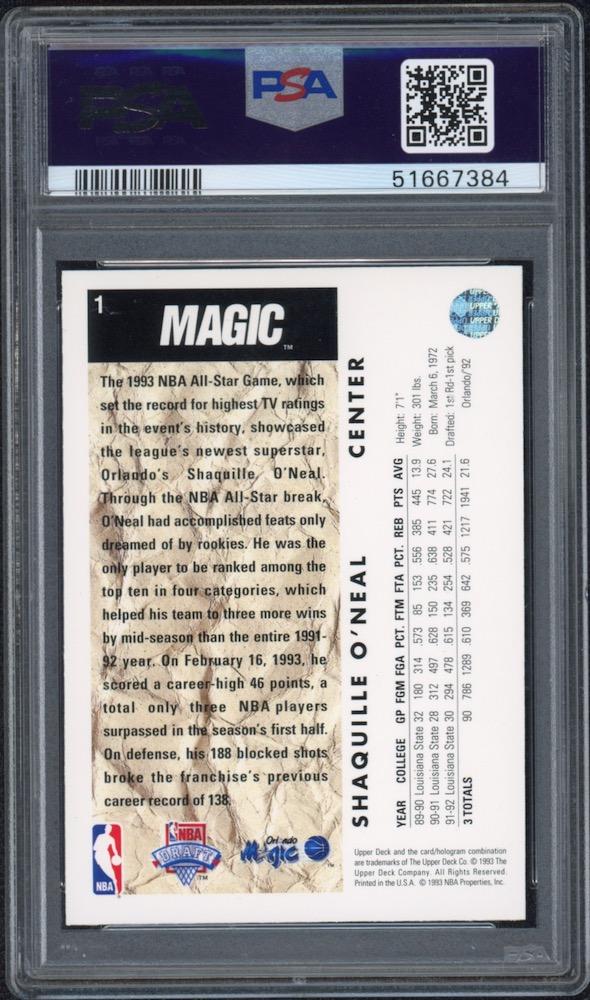 PSA
PSA
51667384
1
MAGIC
TM
The 1993 NBA All-Star Game, which
set the record for highest TV ratings
in the event's history, showcased
the league's newest superstar,
Orlando's Shaquille O'Neal.
Through the NBA All-Star break,
O'Neal had accomplished feats only
dreamed of by rookies. He was the
only player to be ranked among the
top ten in four categories, which
helped his team to three more wins
by mid-season than the entire 1991-
92 year. On February 16, 1993, he
scored a career-high 46 points, a
total only three NBA players
surpassed in the season's first half.
On defense, his 188 blocked shots
broke the franchise's previous
career record of 138.
SHAQUILLE O'NEAL CENTER
Height: 7'1"
Weight: 301 lbs.
Born: March 6, 1972
Drafted: 1st Rd-1st pick
Orlando/'92
YEAR COLLEGE GP FGM FGA PCT. FTM FTA PCT. REB PTS AVG
89-90 Louisiana State 32 180 314 .573 85 153 .556 385 445 13.9
90-91 Louisiana State 28 312 497 .628 150 235 .638 411 774 27.6
91-92 Louisiana State 30 294 478 .615 134 254 .528 421 722 24.1
3 TOTALS 90 786 1289 .610 369 642 .575 1217 1941 21.6
NBA
NBA
DRAFT
TM
Orlando
Magic
TM
Upper Deck and the card/hologram combination
are trademarks of The Upper Deck Co. © 1993 The
Upper Deck Company. All Rights Reserved.
Printed in the U.S.A. © 1993 NBA Properties, Inc.
UPPER
UPPER D
PSA